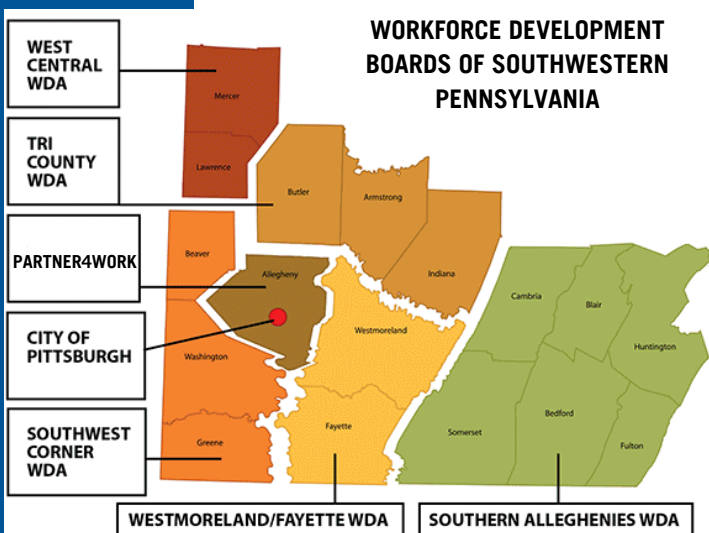 WORKFORCE DEVELOPMENT
BOARDS OF SOUTHWESTERN
PENNSYLVANIA
WEST
CENTRAL
WDA
TRI
COUNTY
WDA
PARTNER4WORK
CITY OF
PITTSBURGH
SOUTHWEST
CORNER
WDA
Mercer
Lawrence
Butler
Armstrong
Indiana
Beaver
Allegheny
Washington
Greene
Westmoreland
Fayette
Cambria
Blair
Huntington
Somerset
Bedford
Fulton
WESTMORELAND/FAYETTE WDA
SOUTHERN ALLEGHENIES WDA